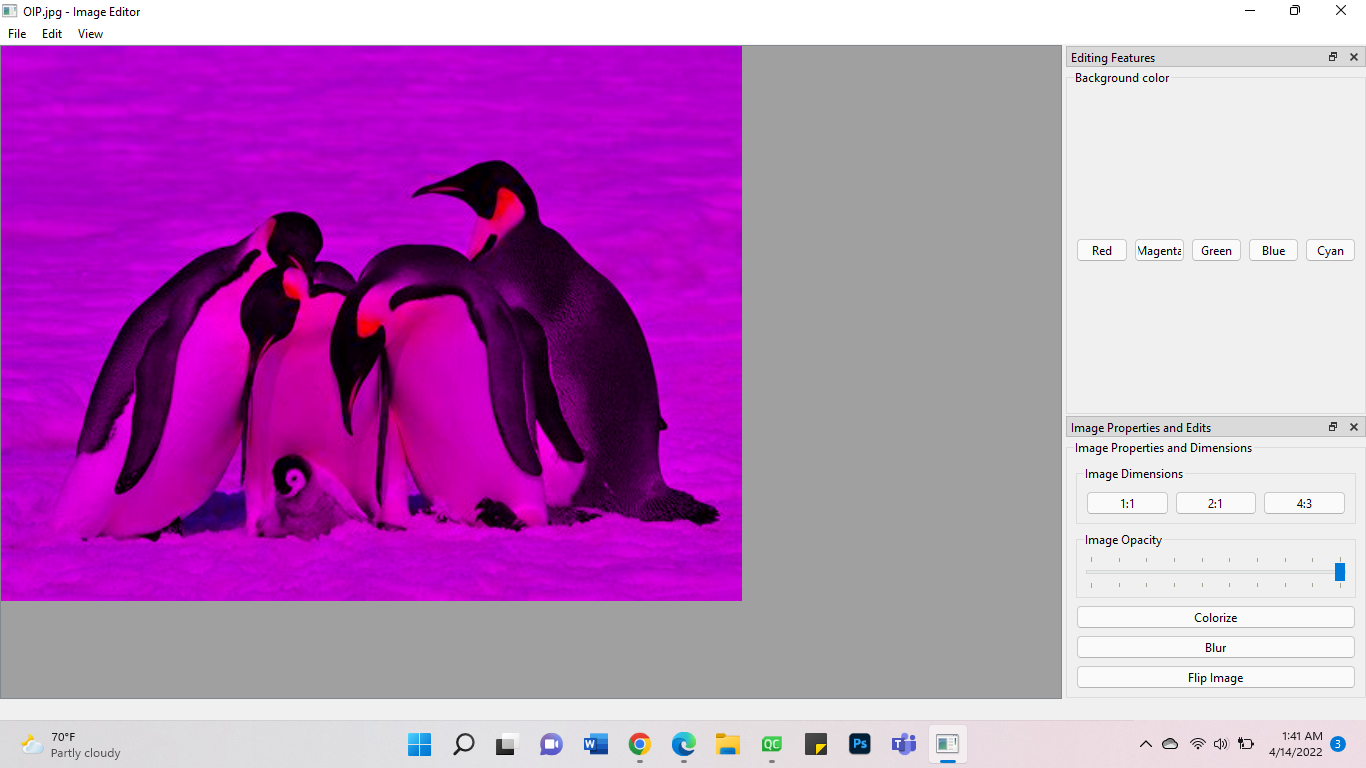 OIP.jpg - Image Editor
File Edit View
Editing Features
Background color
Red Magenta Green Blue Cyan
Image Properties and Edits
Image Properties and Dimensions
Image Dimensions
1:1 2:1 4:3
Image Opacity
Colorize
Blur
Flip Image
70°F
Partly cloudy
W
QC
Ps
1:41 AM
4/14/2022
3